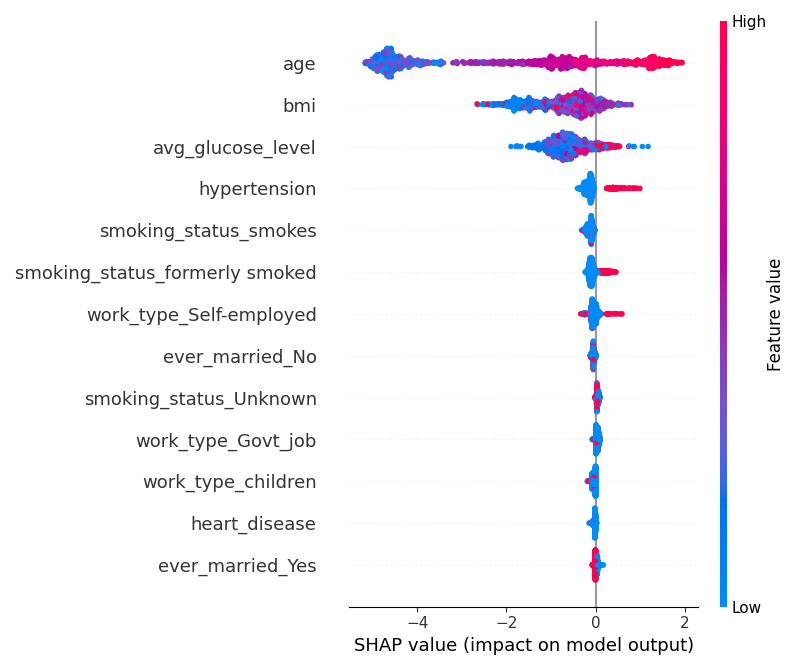 High
age
bmi
avg_glucose_level
hypertension
smoking_status_smokes
smoking_status_formerly smoked
work_type_Self-employed
ever_married_No
smoking_status_Unknown
work_type_Govt_job
work_type_children
heart_disease
ever_married_Yes
Feature value
Low
−4 −2 0 2
SHAP value (impact on model output)